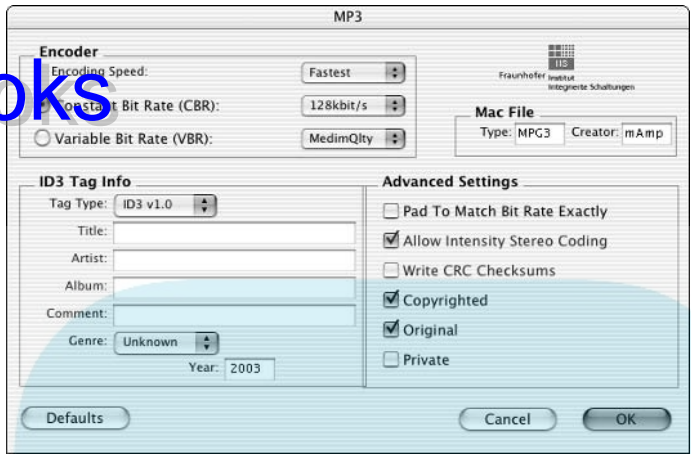 MP3
Encoder
Encoding Speed: Fastest
Constant Bit Rate (CBR): 128kbit/s
Variable Bit Rate (VBR): MedimQlty
oks
IIS
Fraunhofer Institut
Integrierte Schaltungen
Mac File
Type: MPG3 Creator: mAmp
ID3 Tag Info
Tag Type: ID3 v1.0
Title:
Artist:
Album:
Comment:
Genre: Unknown
Year: 2003
Advanced Settings
Pad To Match Bit Rate Exactly
Allow Intensity Stereo Coding
Write CRC Checksums
Copyrighted
Original
Private
Defaults
Cancel
OK